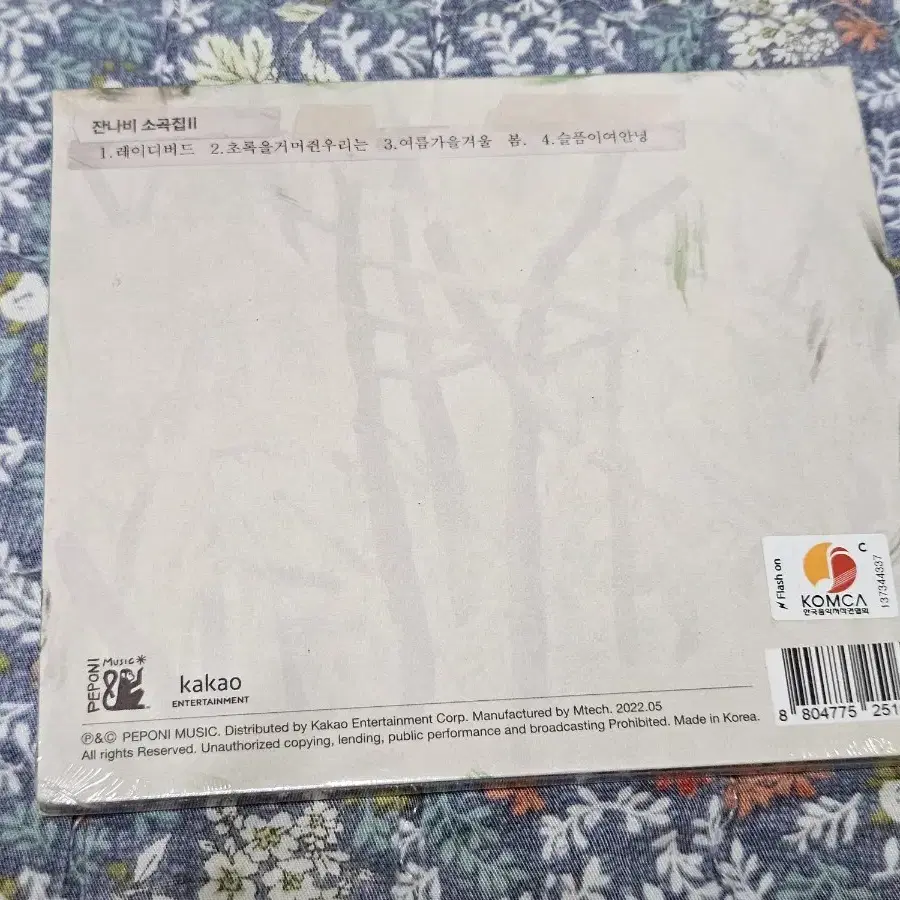 잔나비 소곡집II
1.레이디버드 2.초록을거머쥔우리는 3.여름가을겨울 봄. 4.슬픔이여안녕
Flash on
C
KOMCA
한국음악저작권협회
137344337
PEPONI
MUSIC*
kakao
ENTERTAINMENT
8 804775 251
℗&© PEPONI MUSIC. Distributed by Kakao Entertainment Corp. Manufactured by Mtech. 2022.05
All rights Reserved. Unauthorized copying, lending, public performance and broadcasting Prohibited. Made in Korea.